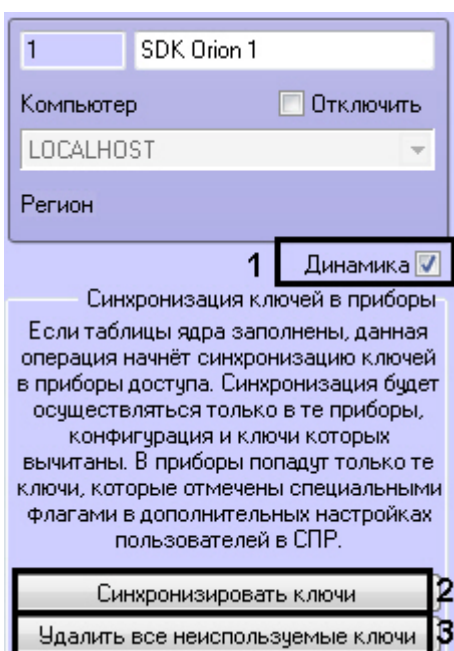 1 SDK Orion 1
Компьютер Отключить
LOCALHOST
Регион
1 Динамика
Синхронизация ключей в приборы
Если таблицы ядра заполнены, данная
операция начнёт синхронизацию ключей
в приборы доступа. Синхронизация будет
осуществляться только в те приборы,
конфигурация и ключи которых
вычитаны. В приборы попадут только те
ключи, которые отмечены специальными
флагами в дополнительных настройках
пользователей в СПР.
Синхронизировать ключи 2
Удалить все неиспользуемые ключи 3